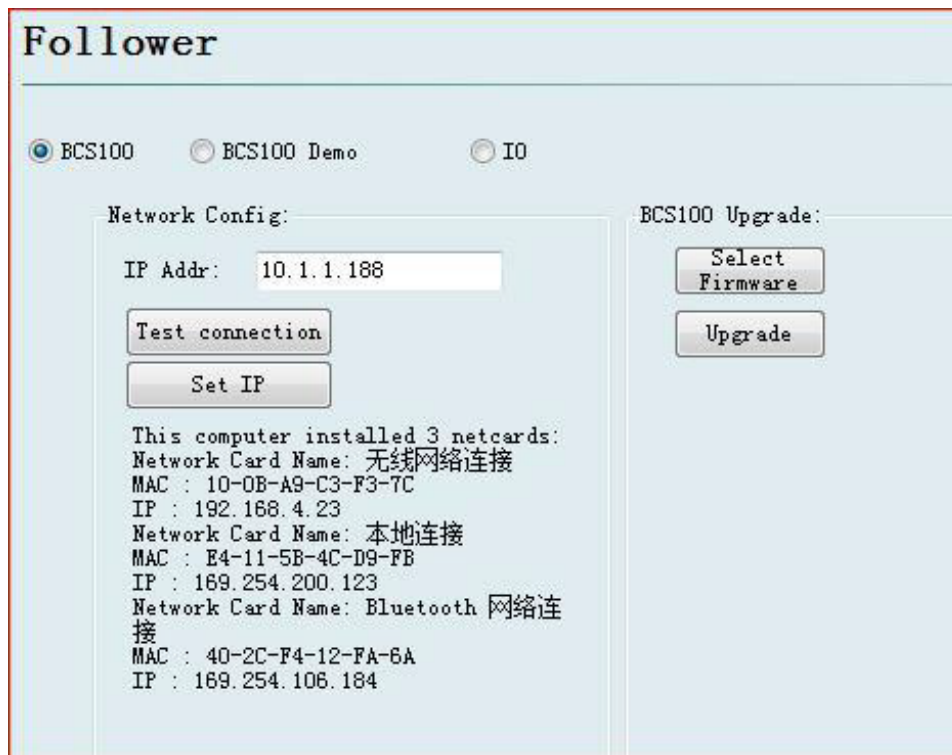 Follower
BCS100 BCS100 Demo IO
Network Config:
IP Addr: 10.1.1.188
Test connection
Set IP
This computer installed 3 netcards:
Network Card Name: 无线网络连接
MAC : 10-0B-A9-C3-F3-7C
IP : 192.168.4.23
Network Card Name: 本地连接
MAC : E4-11-5B-4C-D9-FB
IP : 169.254.200.123
Network Card Name: Bluetooth 网络连
接
MAC : 40-2C-F4-12-FA-6A
IP : 169.254.106.184
BCS100 Upgrade:
Select
Firmware
Upgrade